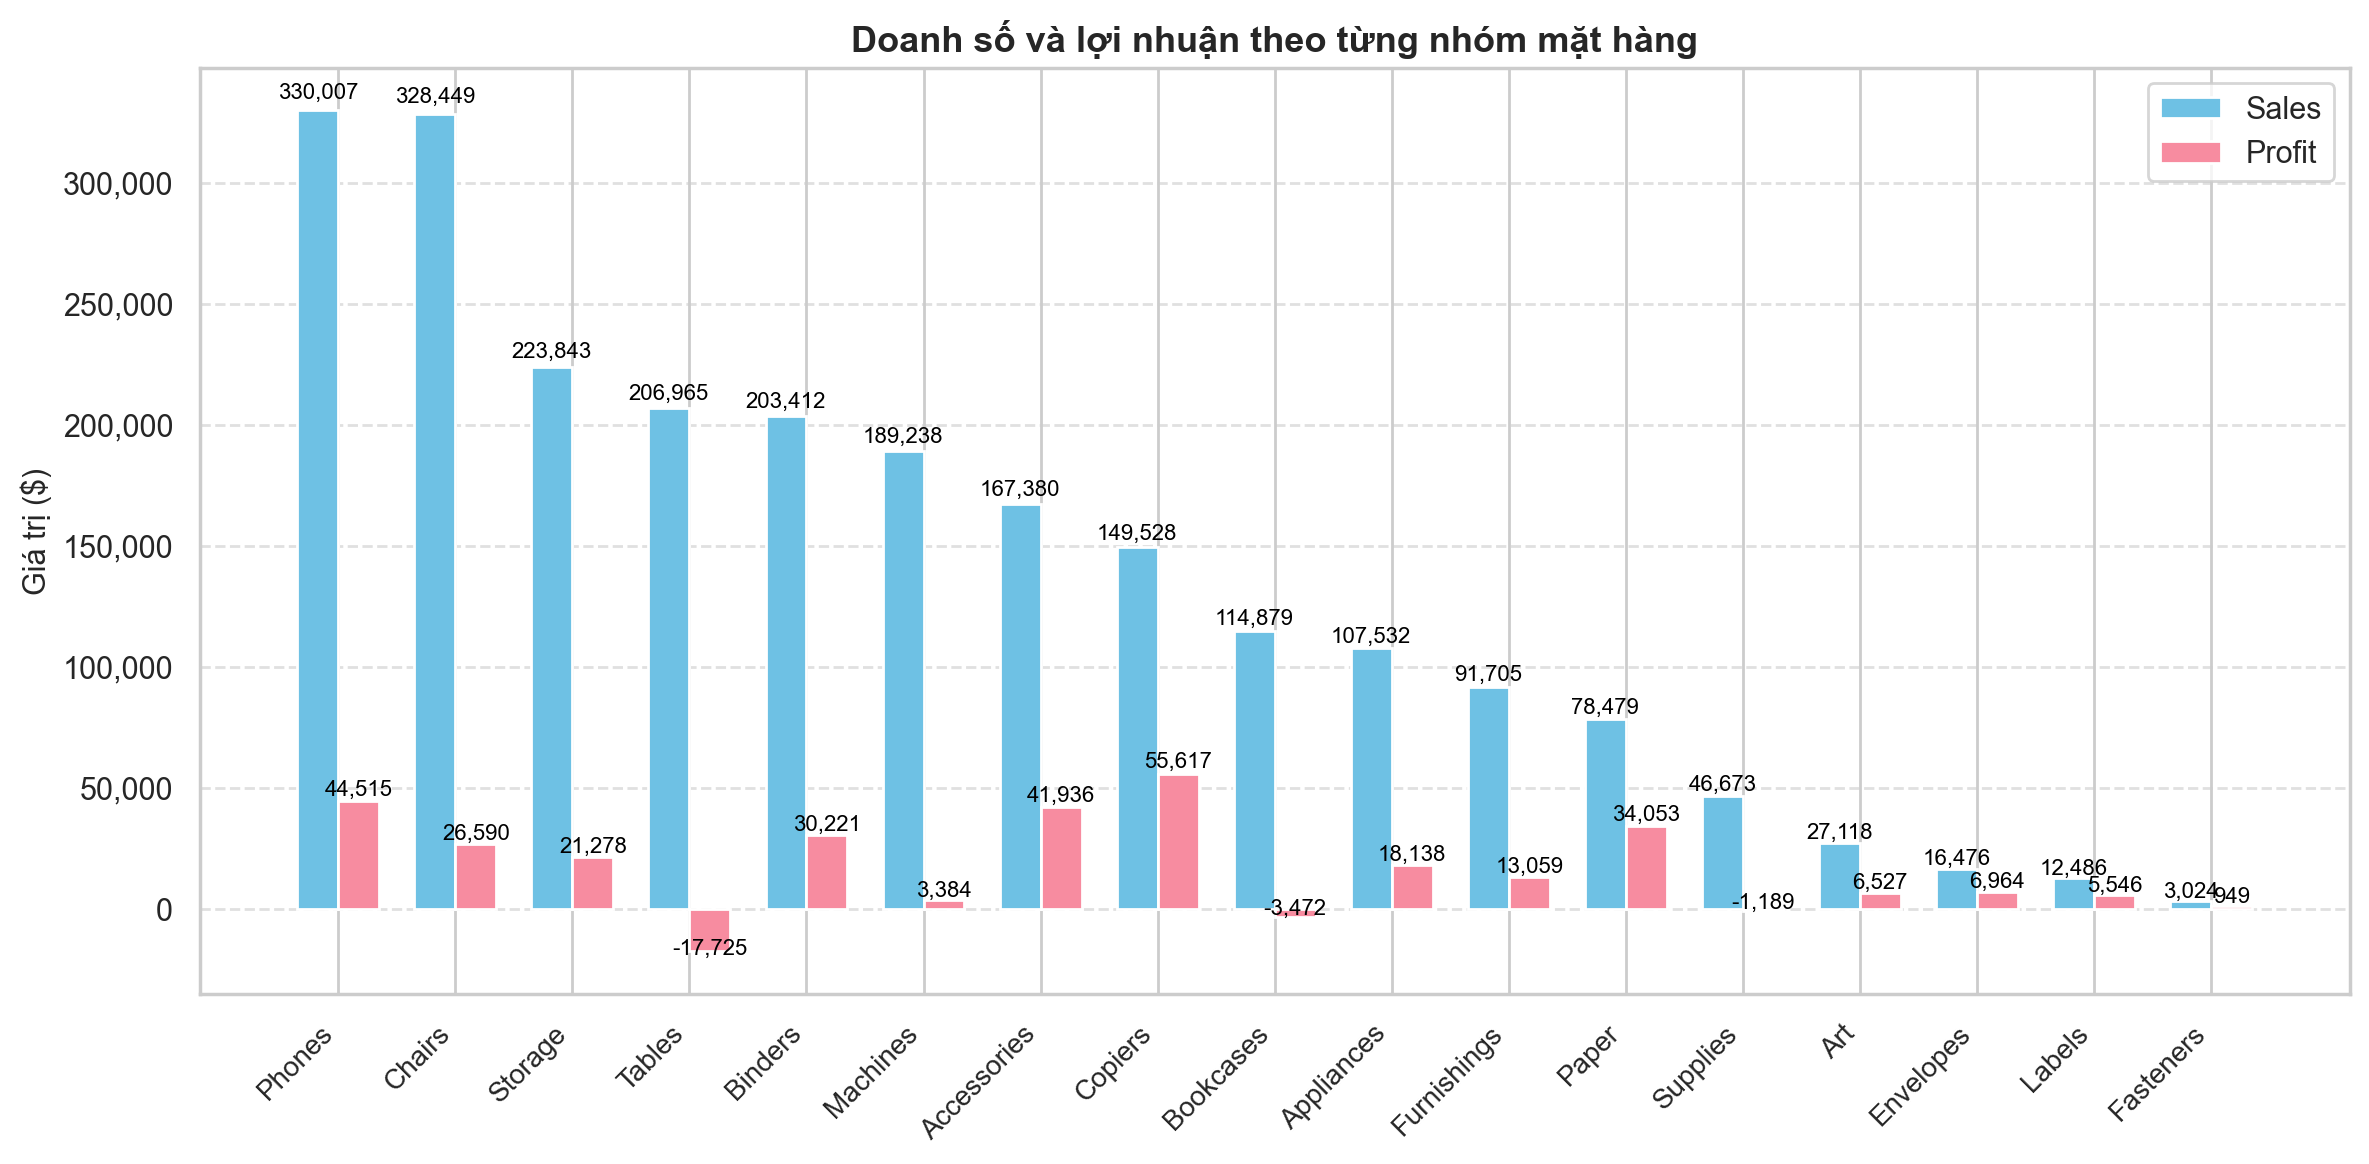 Doanh số và lợi nhuận theo từng nhóm mặt hàng
Sales
Profit
Giá trị ($)
300,000
250,000
200,000
150,000
100,000
50,000
0
330,007
44,515
328,449
26,590
223,843
21,278
206,965
-17,725
203,412
30,221
189,238
3,384
167,380
41,936
149,528
55,617
114,879
-3,472
107,532
18,138
91,705
13,059
78,479
34,053
46,673
-1,189
27,118
6,527
16,476
6,964
12,486
5,546
3,024
949
Phones
Chairs
Storage
Tables
Binders
Machines
Accessories
Copiers
Bookcases
Appliances
Furnishings
Paper
Supplies
Art
Envelopes
Labels
Fasteners